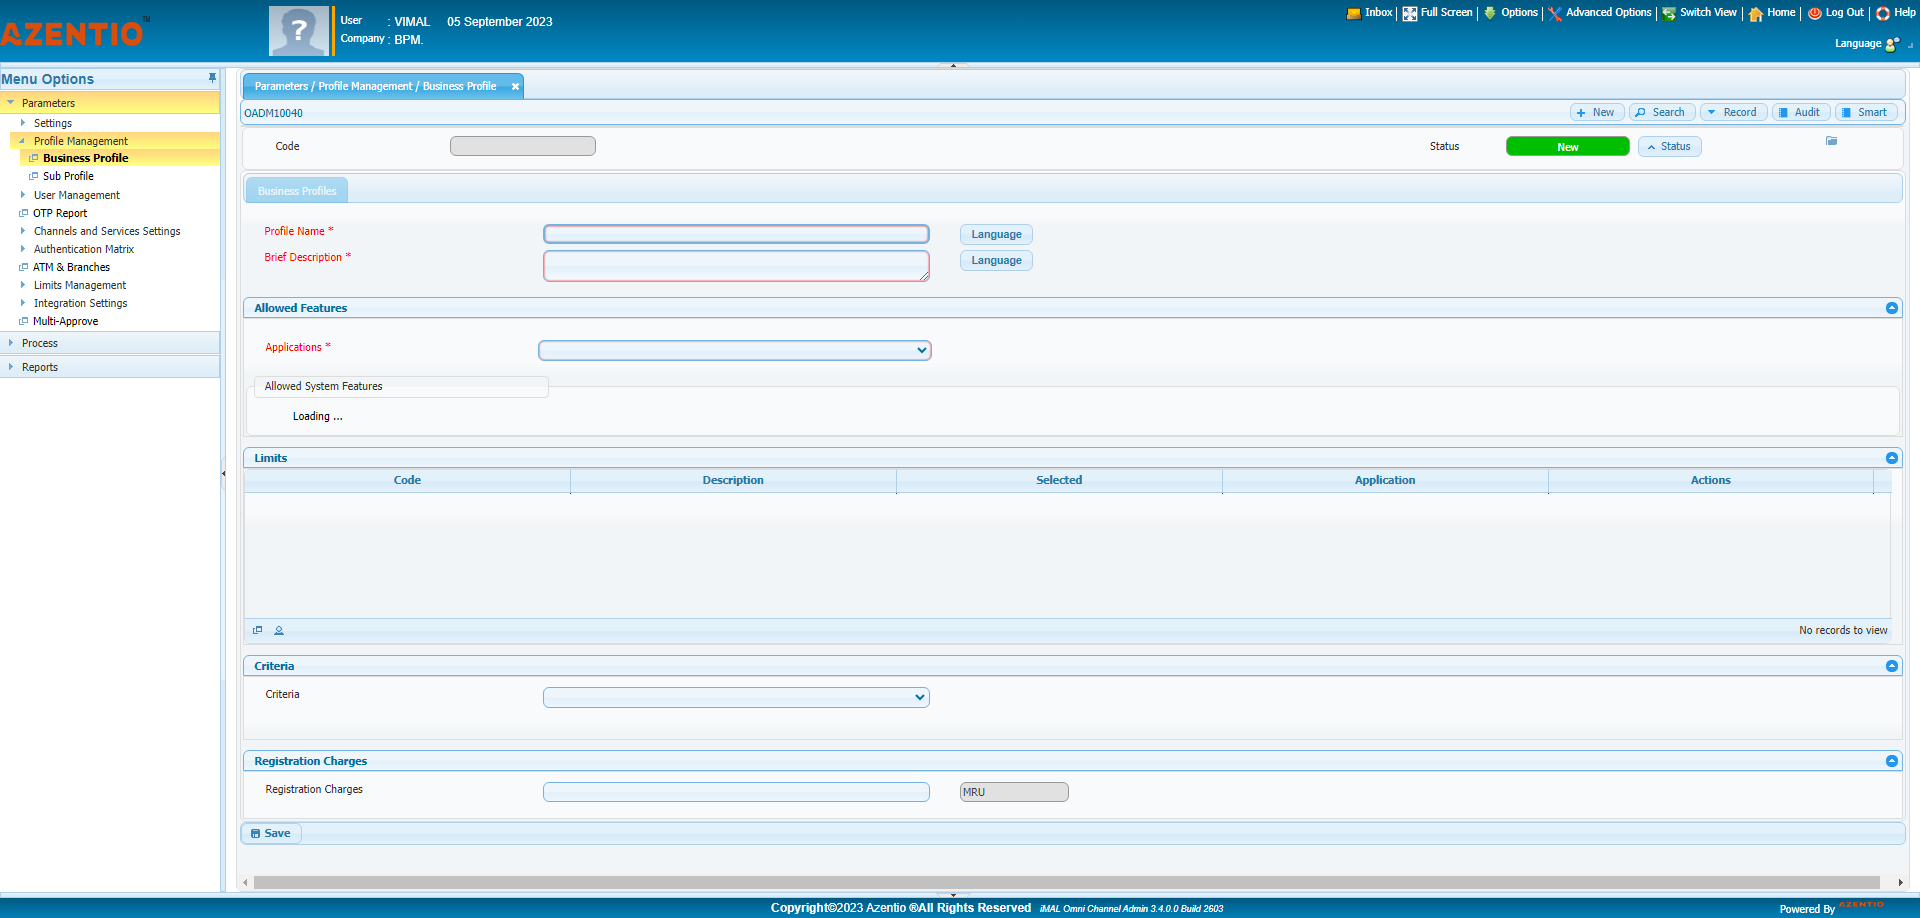 AZENTIO™
User : VIMAL 05 September 2023
Company : BPM.
Inbox Full Screen Options Advanced Options Switch View Home Log Out Help
Language
Menu Options
Parameters
Settings
Profile Management
Business Profile
Sub Profile
User Management
OTP Report
Channels and Services Settings
Authentication Matrix
ATM & Branches
Limits Management
Integration Settings
Multi-Approve
Process
Reports
Parameters / Profile Management / Business Profile
OADM10040
New Search Record Audit Smart
Code Status New Status
Business Profiles
Profile Name * Language
Brief Description * Language
Allowed Features
Applications *
Allowed System Features
Loading ...
Limits
Code Description Selected Application Actions
No records to view
Criteria
Criteria
Registration Charges
Registration Charges MRU
Save
Copyright©2023 Azentio ®All Rights Reserved iMAL Omni Channel Admin 3.4.0.0 Build 2603
Powered By AZENTIO